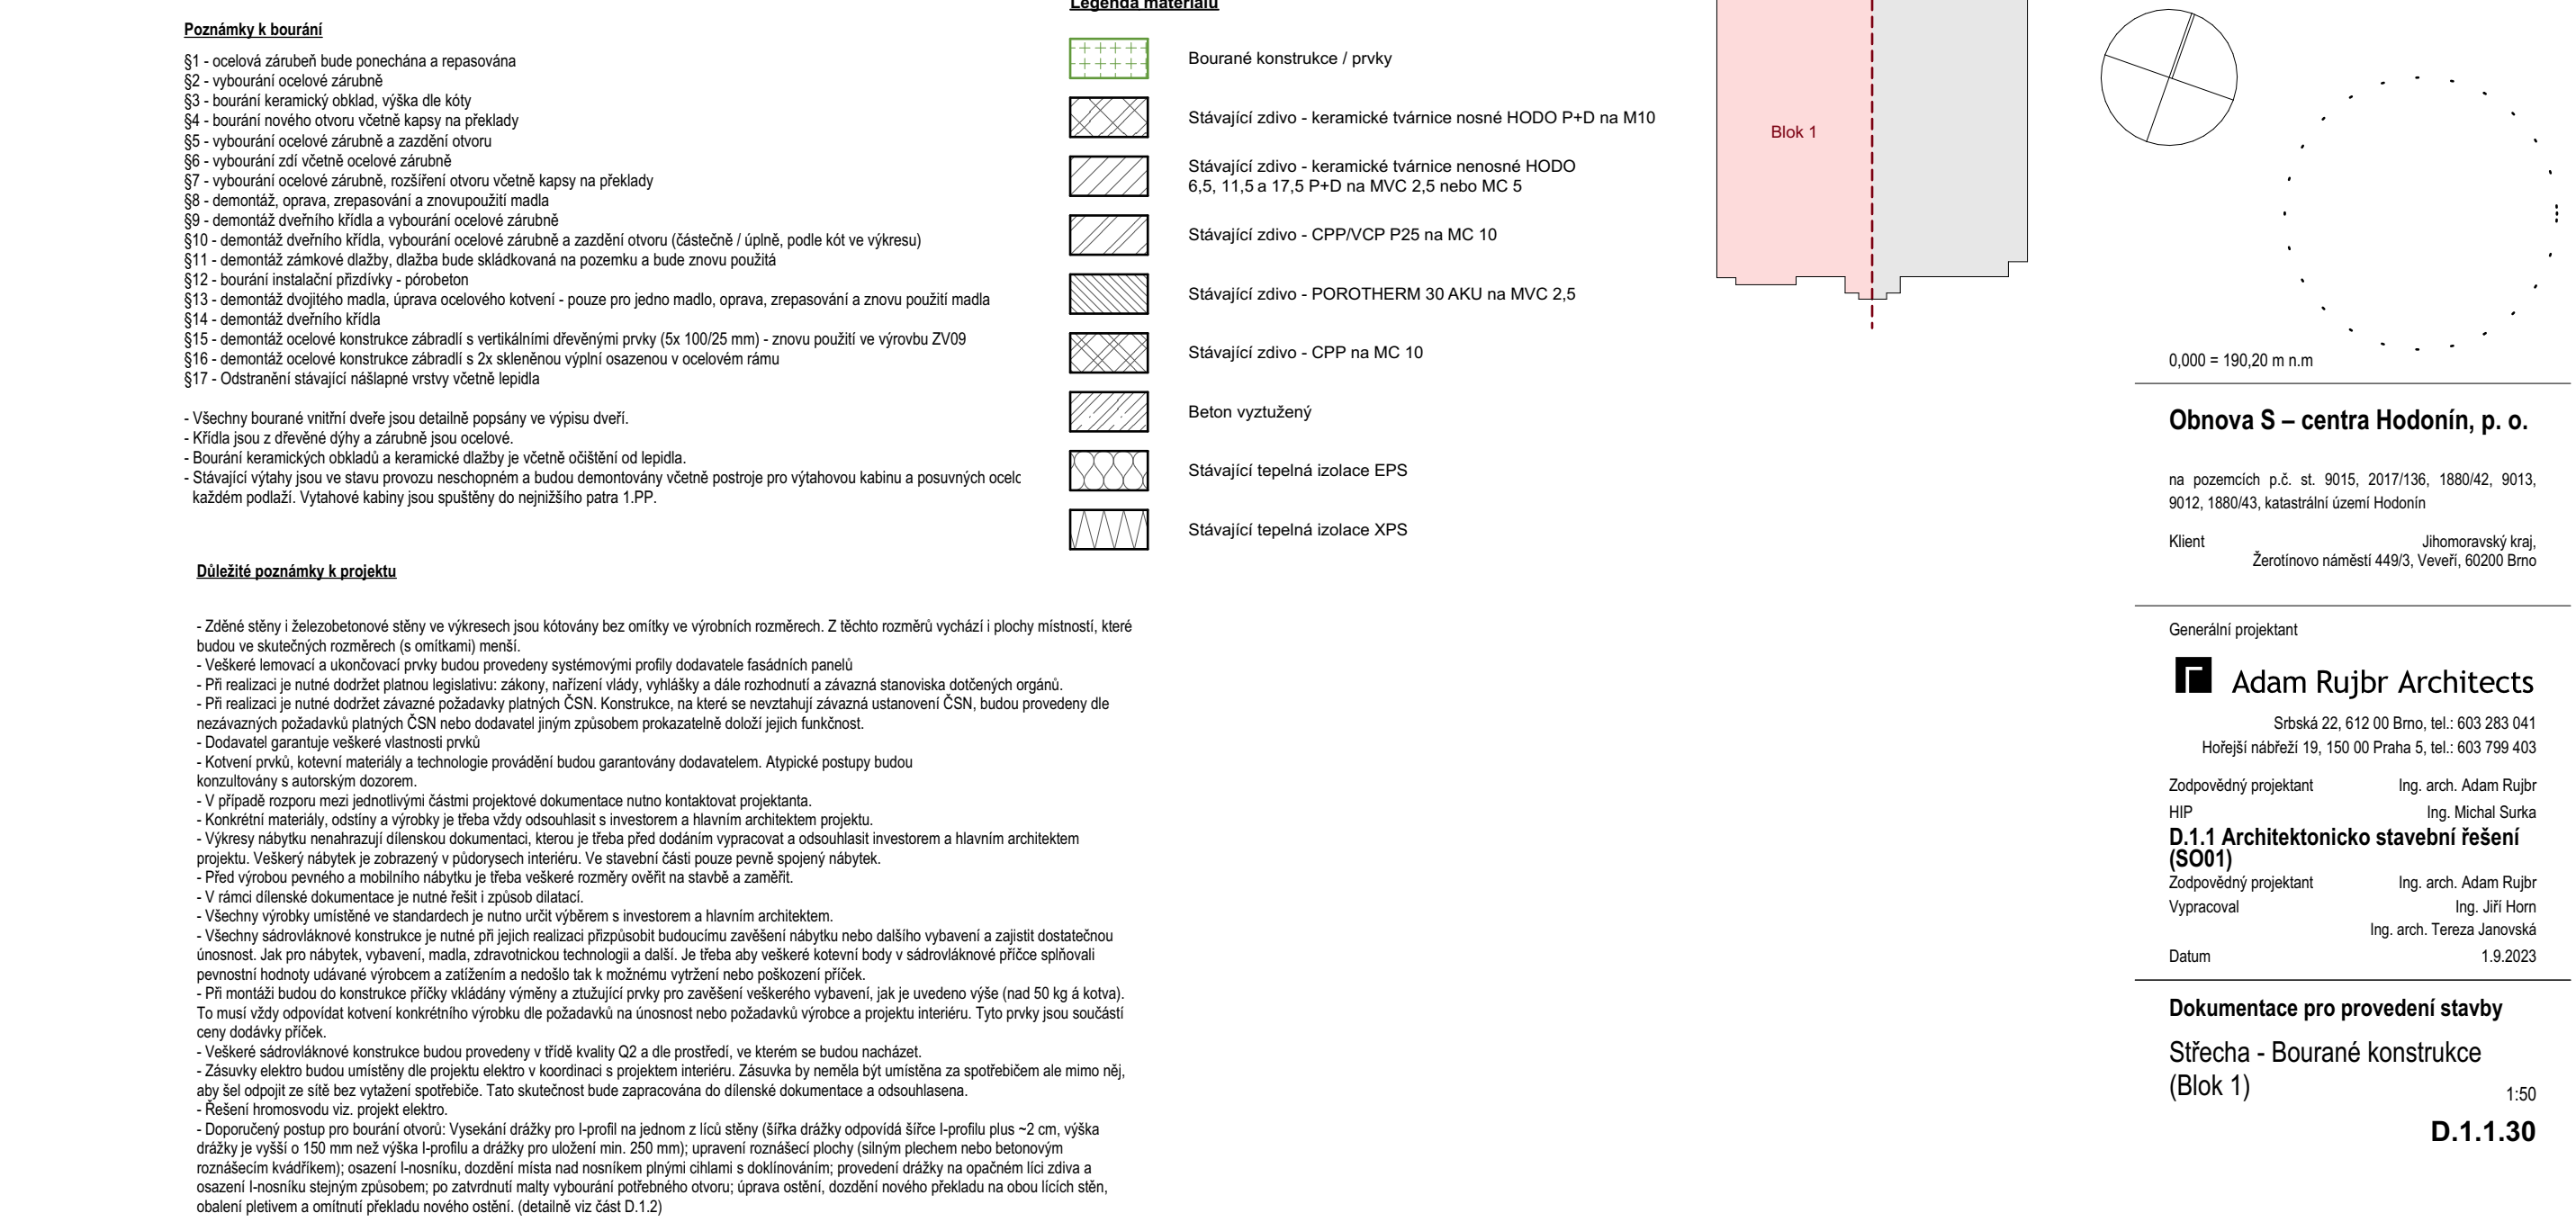 Poznámky k bourání
§1 - ocelová zárubeň bude ponechána a repasována
§2 - vybourání ocelové zárubně
§3 - bourání keramický obklad, výška dle kóty
§4 - bourání nového otvoru včetně kapsy na překlady
§5 - vybourání ocelové zárubně a zazdění otvoru
§6 - vybourání zdí včetně ocelové zárubně
§7 - vybourání ocelové zárubně, rozšíření otvoru včetně kapsy na překlady
§8 - demontáž, oprava, zrepasování a znovupoužití madla
§9 - demontáž dveřního křídla a vybourání ocelové zárubně
§10 - demontáž dveřního křídla, vybourání ocelové zárubně a zazdění otvoru (částečně / úplně, podle kót ve výkresu)
§11 - demontáž zámkové dlažby, dlažba bude skládkovaná na pozemku a bude znovu použitá
§12 - bourání instalační přizdívky - pórobeton
§13 - demontáž dvojitého madla, úprava ocelového kotvení - pouze pro jedno madlo, oprava, zrepasování a znovu použití madla
§14 - demontáž dveřního křídla
§15 - demontáž ocelové konstrukce zábradlí s vertikálními dřevěnými prvky (5x 100/25 mm) - znovu použití ve výrovbu ZV09
§16 - demontáž ocelové konstrukce zábradlí s 2x skleněnou výplní osazenou v ocelovém rámu
§17 - Odstranění stávající nášlapné vrstvy včetně lepidla
- Všechny bourané vnitřní dveře jsou detailně popsány ve výpisu dveří.
- Křídla jsou z dřevěné dýhy a zárubně jsou ocelové.
- Bourání keramických obkladů a keramické dlažby je včetně očištění od lepidla.
- Stávající výtahy jsou ve stavu provozu neschopném a budou demontovány včetně postroje pro výtahovou kabinu a posuvných ocelo
každém podlaží. Vytahové kabiny jsou spuštěny do nejnižšího patra 1.PP.
Důležité poznámky k projektu
- Zděné stěny i železobetonové stěny ve výkresech jsou kótovány bez omítky ve výrobních rozměrech. Z těchto rozměrů vychází i plochy místností, které
budou ve skutečných rozměrech (s omítkami) menší.
- Veškeré lemovací a ukončovací prvky budou provedeny systémovými profily dodavatele fasádních panelů
- Při realizaci je nutné dodržet platnou legislativu: zákony, nařízení vlády, vyhlášky a dále rozhodnutí a závazná stanoviska dotčených orgánů.
- Při realizaci je nutné dodržet závazné požadavky platných ČSN. Konstrukce, na které se nevztahují závazná ustanovení ČSN, budou provedeny dle
nezávazných požadavků platných ČSN nebo dodavatel jiným způsobem prokazatelně doloží jejich funkčnost.
- Dodavatel garantuje veškeré vlastnosti prvků
- Kotvení prvků, kotevní materiály a technologie provádění budou garantovány dodavatelem. Atypické postupy budou
konzultovány s autorským dozorem.
- V případě rozporu mezi jednotlivými částmi projektové dokumentace nutno kontaktovat projektanta.
- Konkrétní materiály, odstíny a výrobky je třeba vždy odsouhlasit s investorem a hlavním architektem projektu.
- Výkresy nábytku nenahrazují dílenskou dokumentaci, kterou je třeba před dodáním vypracovat a odsouhlasit investorem a hlavním architektem
projektu. Veškerý nábytek je zobrazený v půdorysech interiéru. Ve stavební části pouze pevně spojený nábytek.
- Před výrobou pevného a mobilního nábytku je třeba veškeré rozměry ověřit na stavbě a zaměřit.
- V rámci dílenské dokumentace je nutné řešit i způsob dilatací.
- Všechny výrobky umístěné ve standardech je nutno určit výběrem s investorem a hlavním architektem.
- Všechny sádrovláknové konstrukce je nutné při jejich realizaci přizpůsobit budoucímu zavěšení nábytku nebo dalšího vybavení a zajistit dostatečnou
únosnost. Jak pro nábytek, vybavení, madla, zdravotnickou technologii a další. Je třeba aby veškeré kotevní body v sádrovláknové příčce splňovali
pevnostní hodnoty udávané výrobcem a zatížením a nedošlo tak k možnému vytržení nebo poškození příček.
- Při montáži budou do konstrukce příčky vkládány výměny a ztužující prvky pro zavěšení veškerého vybavení, jak je uvedeno výše (nad 50 kg á kotva).
To musí vždy odpovídat kotvení konkrétního výrobku dle požadavků na únosnost nebo požadavků výrobce a projektu interiéru. Tyto prvky jsou součástí
ceny dodávky příček.
- Veškeré sádrovláknové konstrukce budou provedeny v třídě kvality Q2 a dle prostředí, ve kterém se budou nacházet.
- Zásuvky elektro budou umístěny dle projektu elektro v koordinaci s projektem interiéru. Zásuvka by neměla být umístěna za spotřebičem ale mimo něj,
aby šel odpojit ze sítě bez vytažení spotřebiče. Tato skutečnost bude zapracována do dílenské dokumentace a odsouhlasena.
- Řešení hromosvodu viz. projekt elektro.
- Doporučený postup pro bourání otvorů: Vysekání drážky pro I-profil na jednom z líců stěny (šířka drážky odpovídá šířce I-profilu plus ~2 cm, výška
drážky je vyšší o 150 mm než výška I-profilu a drážky pro uložení min. 250 mm); upravení roznášecí plochy (silným plechem nebo betonovým
roznášecím kvádříkem); osazení I-nosníku, dozdění místa nad nosníkem plnými cihlami s doklínováním; provedení drážky na opačném líci zdiva a
osazení I-nosníku stejným způsobem; po zatvrdnutí malty vybourání potřebného otvoru; úprava ostění, dozdění nového překladu na obou lících stěn,
obalení pletivem a omítnutí překladu nového ostění. (detailně viz část D.1.2)
Legenda materiálů
Bourané konstrukce / prvky
Stávající zdivo - keramické tvárnice nosné HODO P+D na M10
Stávající zdivo - keramické tvárnice nenosné HODO
6,5, 11,5 a 17,5 P+D na MVC 2,5 nebo MC 5
Stávající zdivo - CPP/VCP P25 na MC 10
Stávající zdivo - POROTHERM 30 AKU na MVC 2,5
Stávající zdivo - CPP na MC 10
Beton vyztužený
Stávající tepelná izolace EPS
Stávající tepelná izolace XPS
Blok 1
0,000 = 190,20 m n.m
Obnova S – centra Hodonín, p. o.
na pozemcích p.č. st. 9015, 2017/136, 1880/42, 9013,
9012, 1880/43, katastrální území Hodonín
Klient Jihomoravský kraj,
Žerotínovo náměstí 449/3, Veveří, 60200 Brno
Generální projektant
Adam Rujbr Architects
Srbská 22, 612 00 Brno, tel.: 603 283 041
Hořejší nábřeží 19, 150 00 Praha 5, tel.: 603 799 403
Zodpovědný projektant Ing. arch. Adam Rujbr
HIP Ing. Michal Surka
D.1.1 Architektonicko stavební řešení
(SO01)
Zodpovědný projektant Ing. arch. Adam Rujbr
Vypracoval Ing. Jiří Horn
Ing. arch. Tereza Janovská
Datum 1.9.2023
Dokumentace pro provedení stavby
Střecha - Bourané konstrukce
(Blok 1) 1:50
D.1.1.30